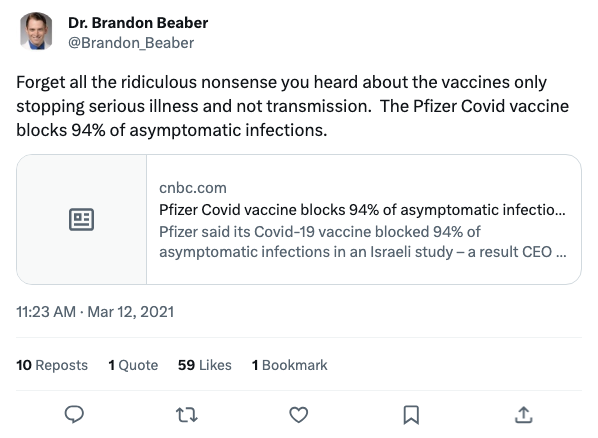 Dr. Brandon Beaber
@Brandon_Beaber
Forget all the ridiculous nonsense you heard about the vaccines only
stopping serious illness and not transmission.  The Pfizer Covid vaccine
blocks 94% of asymptomatic infections.
cnbc.com
Pfizer Covid vaccine blocks 94% of asymptomatic infectio...
Pfizer said its Covid-19 vaccine blocked 94% of
asymptomatic infections in an Israeli study – a result CEO ...
11:23 AM · Mar 12, 2021
10 Reposts 1 Quote 59 Likes 1 Bookmark